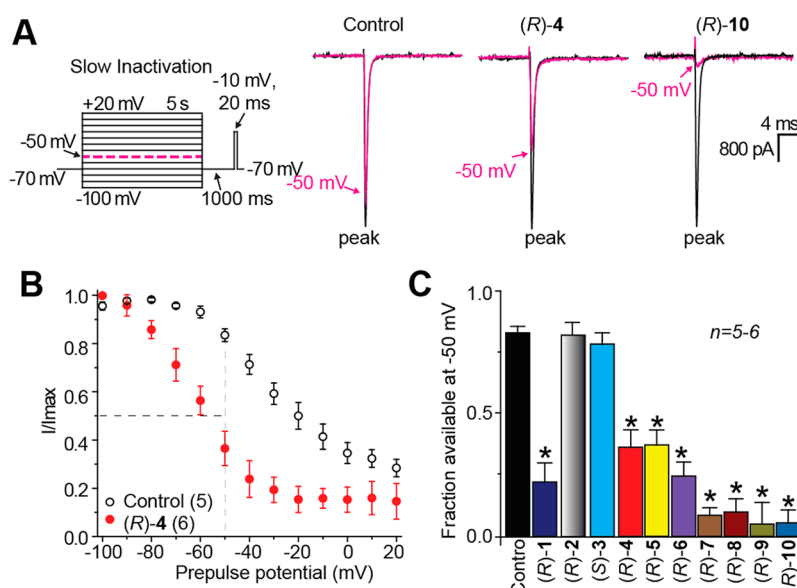 A
Slow Inactivation
-10 mV,
20 ms
+20 mV 5 s
-50 mV
-70 mV
-70 mV
-100 mV
1000 ms
Control
(R)-4
(R)-10
-50 mV
-50 mV
-50 mV
peak
peak
peak
4 ms
800 pA
B
I/Imax
1.0
0.8
0.6
0.4
0.2
0.0
Control (5)
(R)-4 (6)
-100 -80 -60 -40 -20 0 20
Prepulse potential (mV)
C
Fraction available at -50 mV
1.0
0.5
0.0
n=5-6
* * * * * * * *
Control
(R)-1
(R)-2
(S)-3
(R)-4
(R)-5
(R)-6
(R)-7
(R)-8
(R)-9
(R)-10